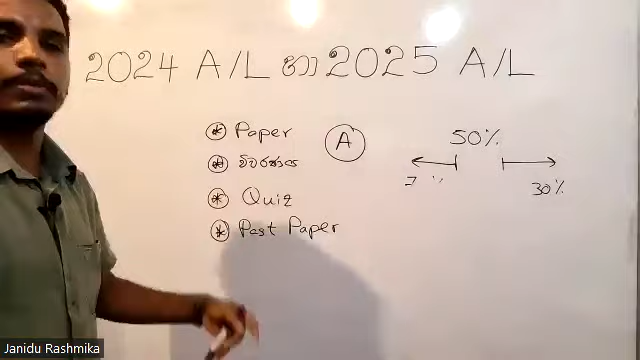 2024 A/L හා 2025 A/L
* Paper
* විවරණය
* Quiz
* Past Paper
A
50%
30%
Janidu Rashmika